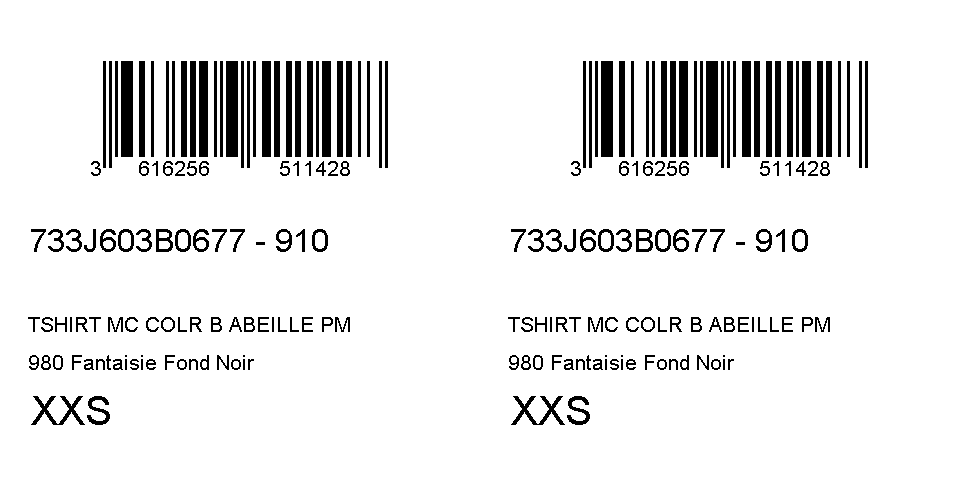 3 616256 511428
733J603B0677 - 910
TSHIRT MC COLR B ABEILLE PM
980 Fantaisie Fond Noir
XXS
3 616256 511428
733J603B0677 - 910
TSHIRT MC COLR B ABEILLE PM
980 Fantaisie Fond Noir
XXS